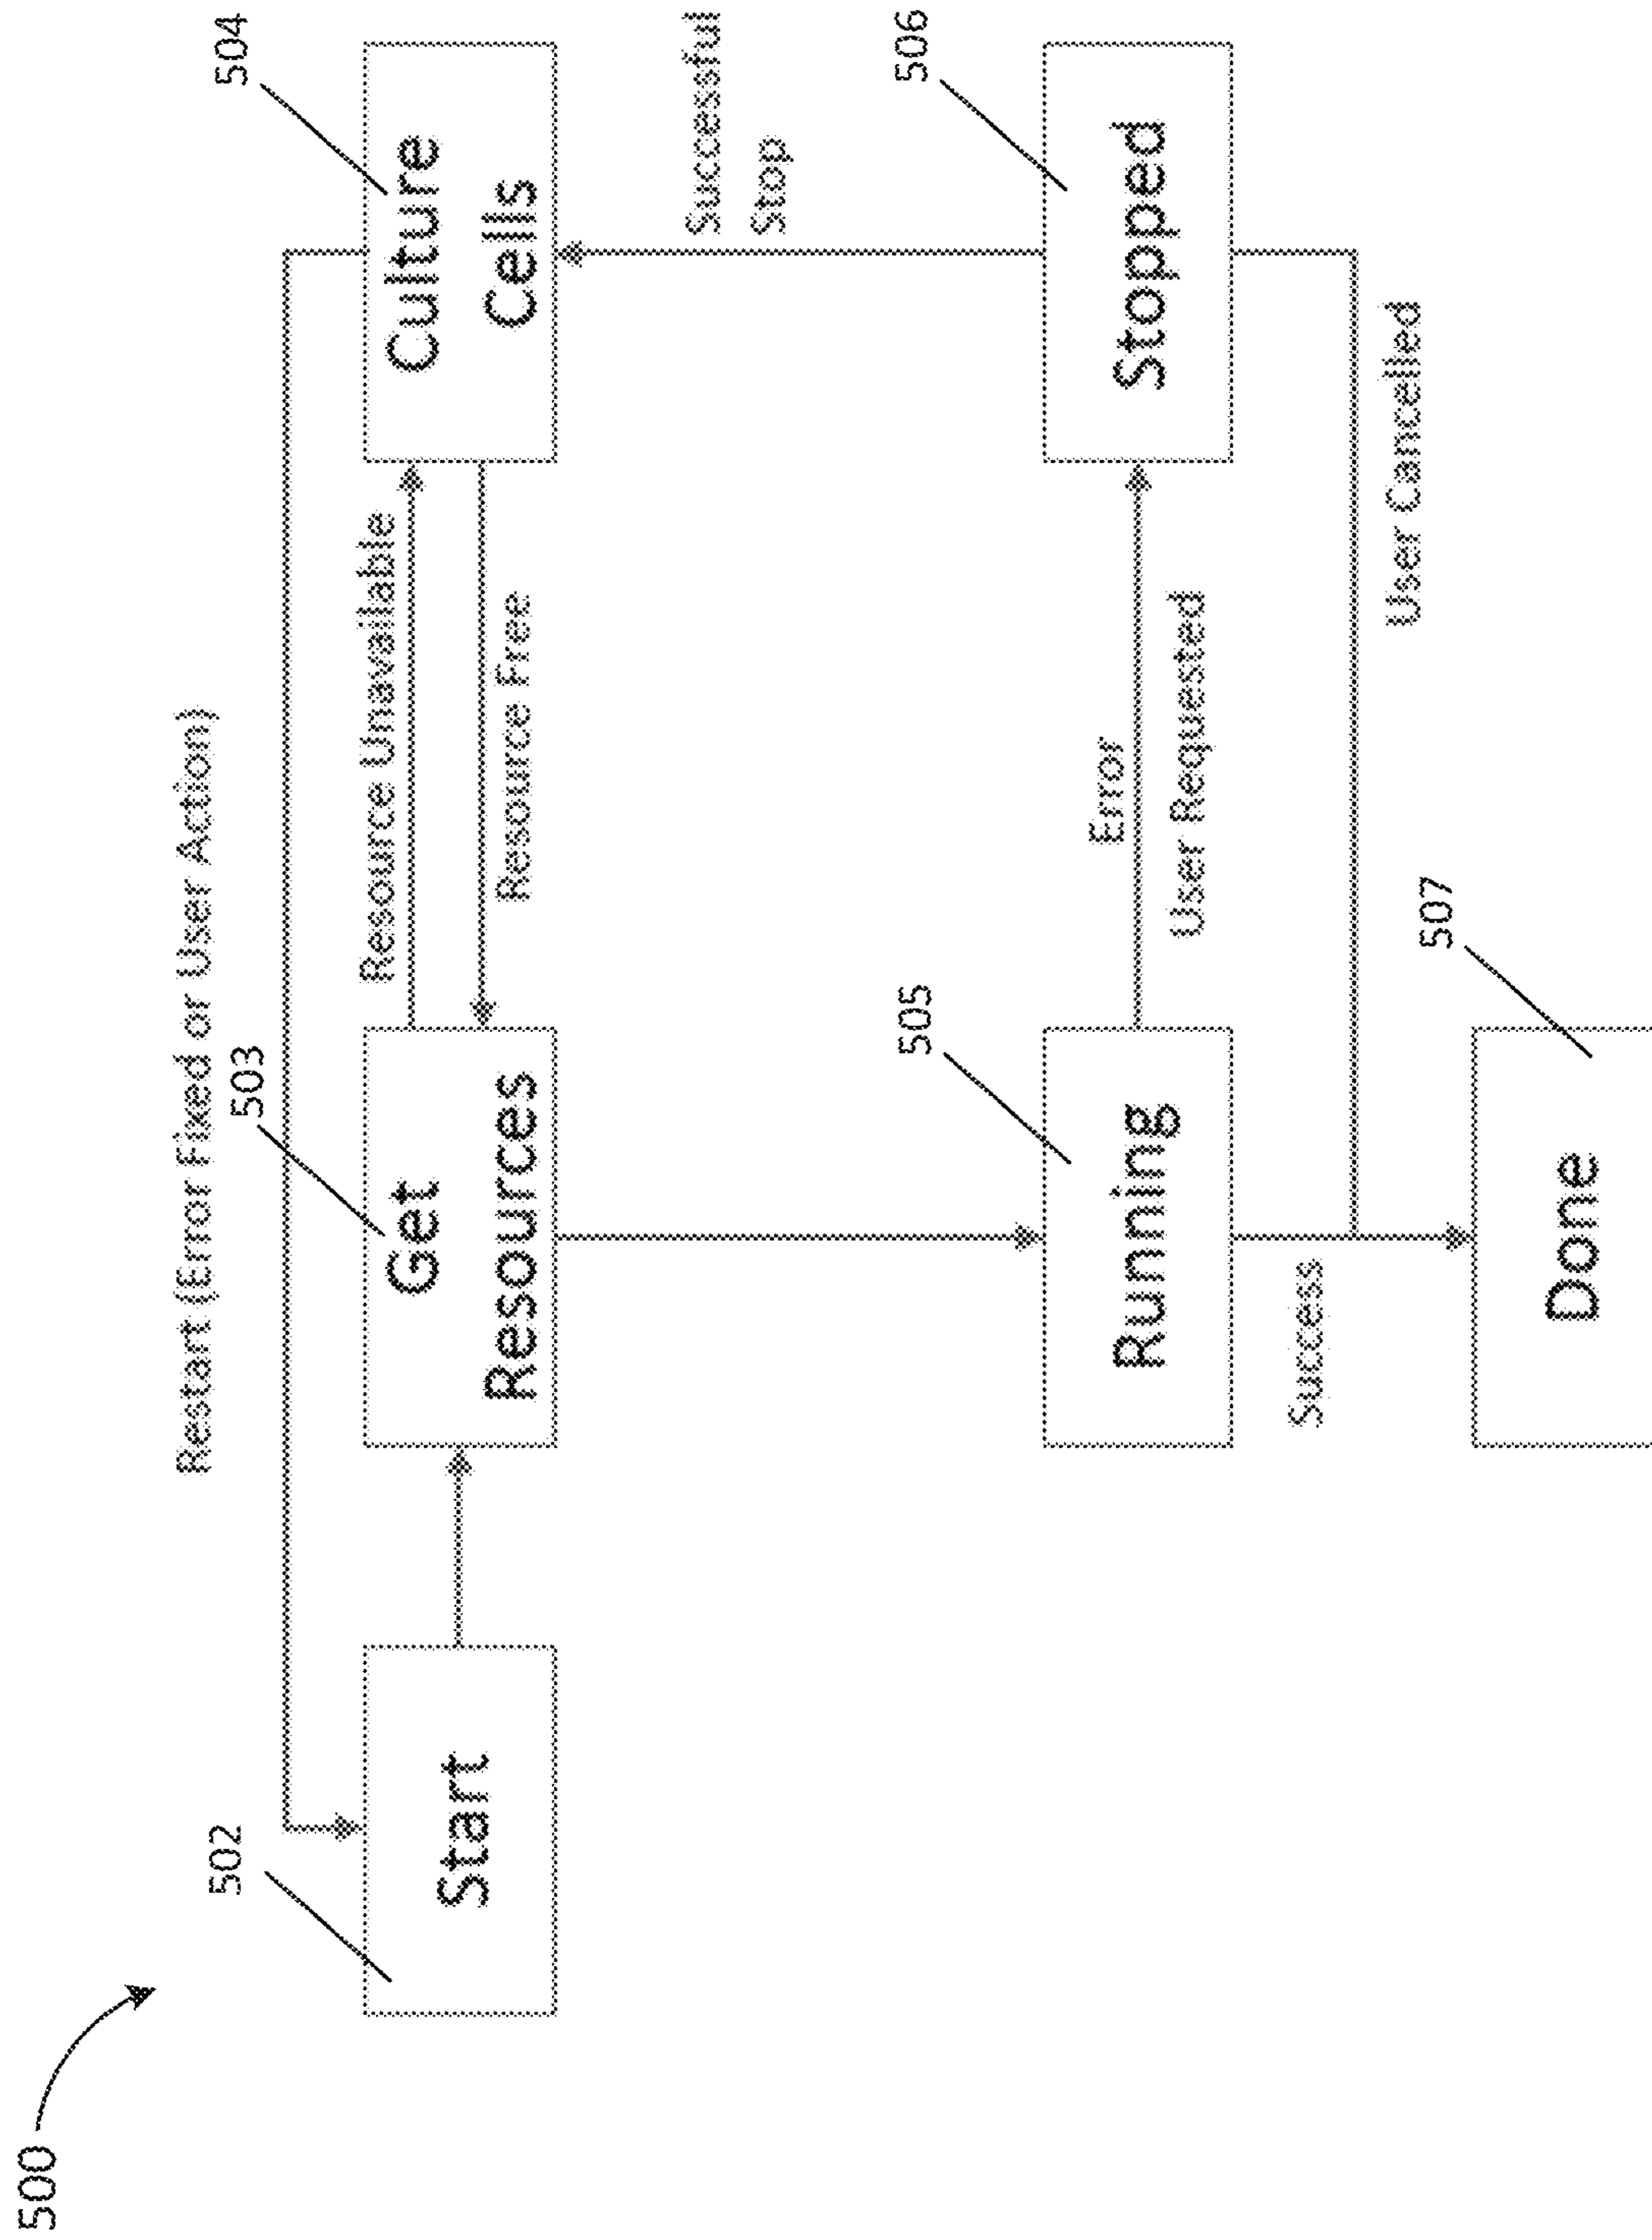 500
Restart (Error Fixed or User Action)
502
503
504
Start
Get
Resources
Resource Unavailable
Resource Free
Culture
Cells
Successful
Stop
505
506
Running
Error
User Requested
Stopped
Success
User Cancelled
507
Done